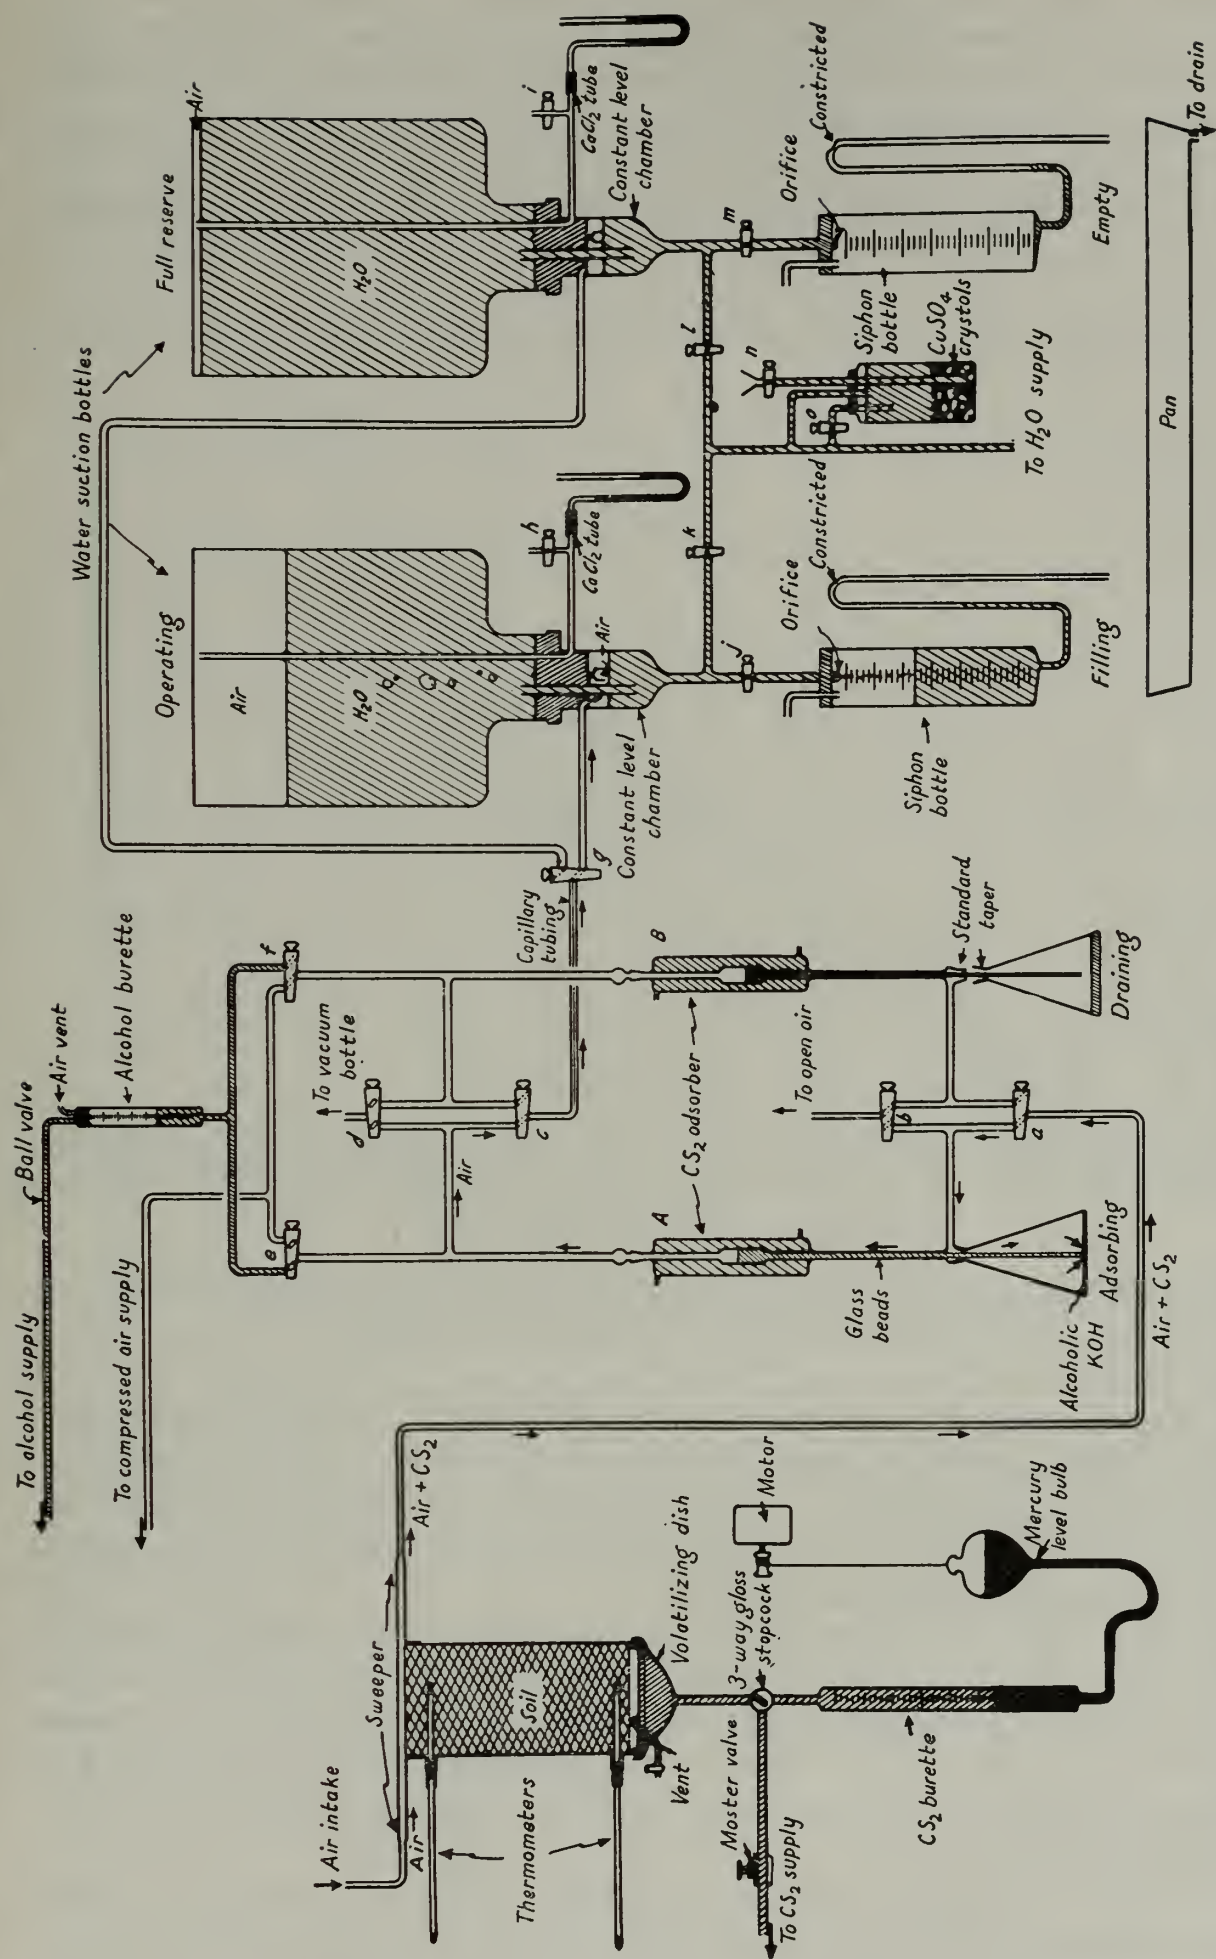 To alcohol supply
Ball valve
Air vent
Alcohol burette
To compressed air supply
Water suction bottles
Operating
Full reserve
Air
Air
H₂O
H₂O
Air intake
Sweeper
Air
Air + CS₂
Thermometers
Soil
Vent
Volatilizing dish
Master valve
3-way glass
stopcock
Motor
To CS₂ supply
CS₂ burette
Mercury
level bulb
e
f
To vacuum
bottle
d
c
Air
Capillary
tubing
g
A
CS₂ adsorber
B
To open air
b
a
Glass
beads
Standard
taper
Alcoholic
KOH
Adsorbing
Draining
Air + CS₂
h
CaCl₂ tube
Air
Constant level
chamber
i
CaCl₂ tube
Constant level
chamber
j
k
l
m
n
o
Orifice
Constricted
Siphon
bottle
Filling
To H₂O supply
Siphon
bottle
CuSO₄
crystals
Orifice
Constricted
Empty
Pan
To drain